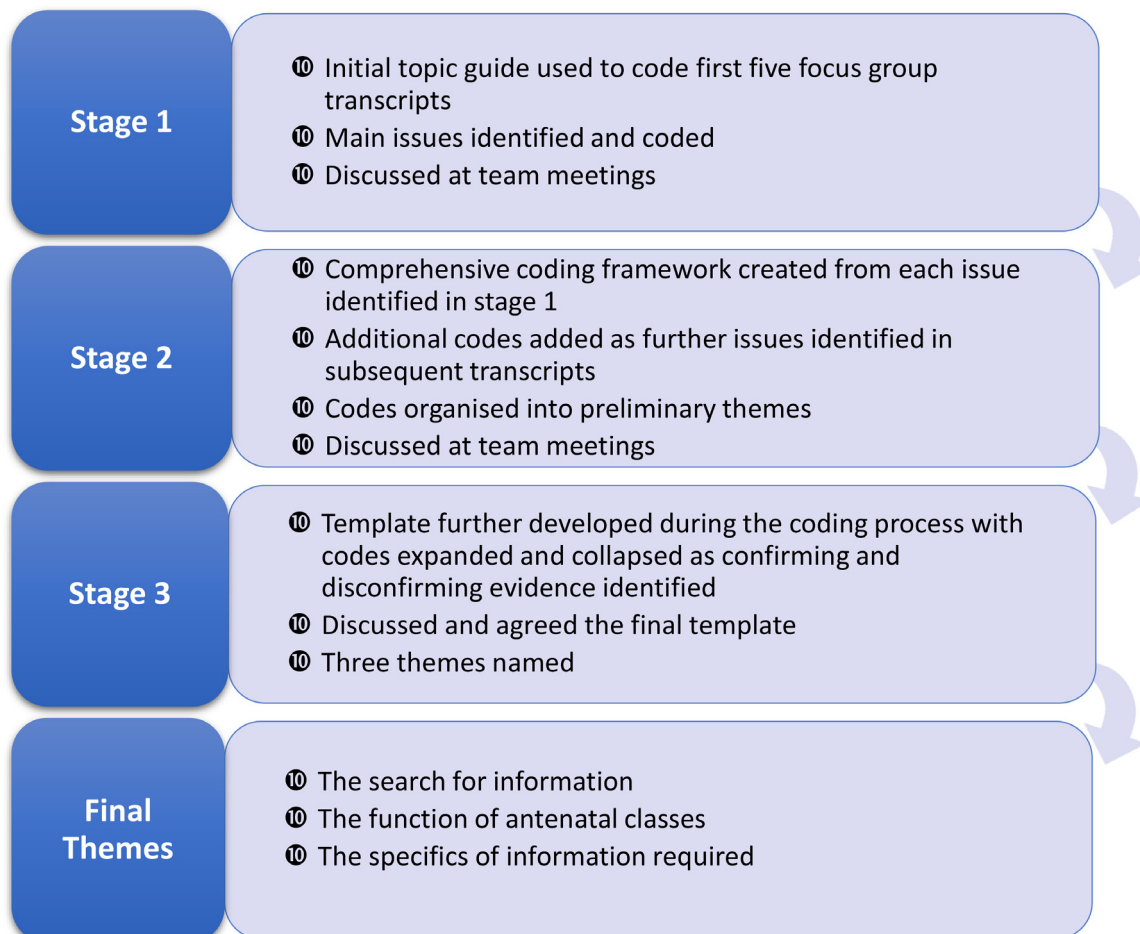 Stage 1
❿ Initial topic guide used to code first five focus group
transcripts
❿ Main issues identified and coded
❿ Discussed at team meetings
Stage 2
❿ Comprehensive coding framework created from each issue
identified in stage 1
❿ Additional codes added as further issues identified in
subsequent transcripts
❿ Codes organised into preliminary themes
❿ Discussed at team meetings
Stage 3
❿ Template further developed during the coding process with
codes expanded and collapsed as confirming and
disconfirming evidence identified
❿ Discussed and agreed the final template
❿ Three themes named
Final
Themes
❿ The search for information
❿ The function of antenatal classes
❿ The specifics of information required